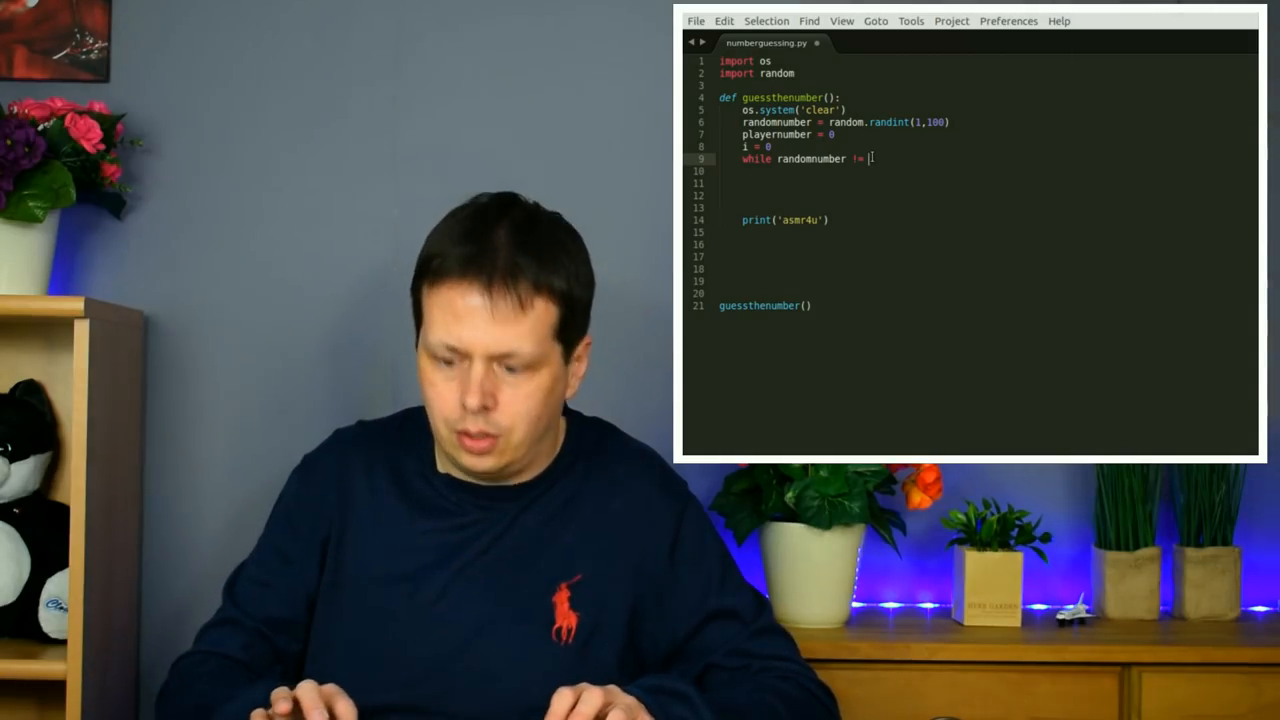 File Edit Selection Find View Goto Tools Project Preferences Help
numberguessing.py
1 import os
2 import random
3
4 def guessthenumber():
5 os.system('clear')
6 randomnumber = random.randint(1,100)
7 playernumber = 0
8 i = 0
9 while randomnumber !=
10
11
12
13
14 print('asmr4u')
15
16
17
18
19
20
21 guessthenumber()
HERB GARDEN